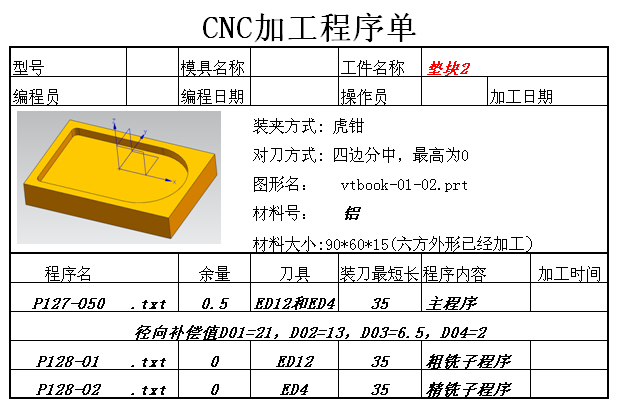 CNC加工程序单
型号 模具名称 工件名称 垫块2
编程员 编程日期 操作员 加工日期
装夹方式: 虎钳
对刀方式: 四边分中, 最高为0
图形名: vtbook-01-02.prt
材料号: 铝
材料大小:90*60*15(六方外形已经加工)
程序名 余量 刀具 装刀最短长 程序内容 加工时间
P127-050 .txt 0.5 ED12和ED4 35 主程序
径向补偿值D01=21, D02=13, D03=6.5, D04=2
P128-01 .txt 0 ED12 35 粗铣子程序
P128-02 .txt 0 ED4 35 精铣子程序